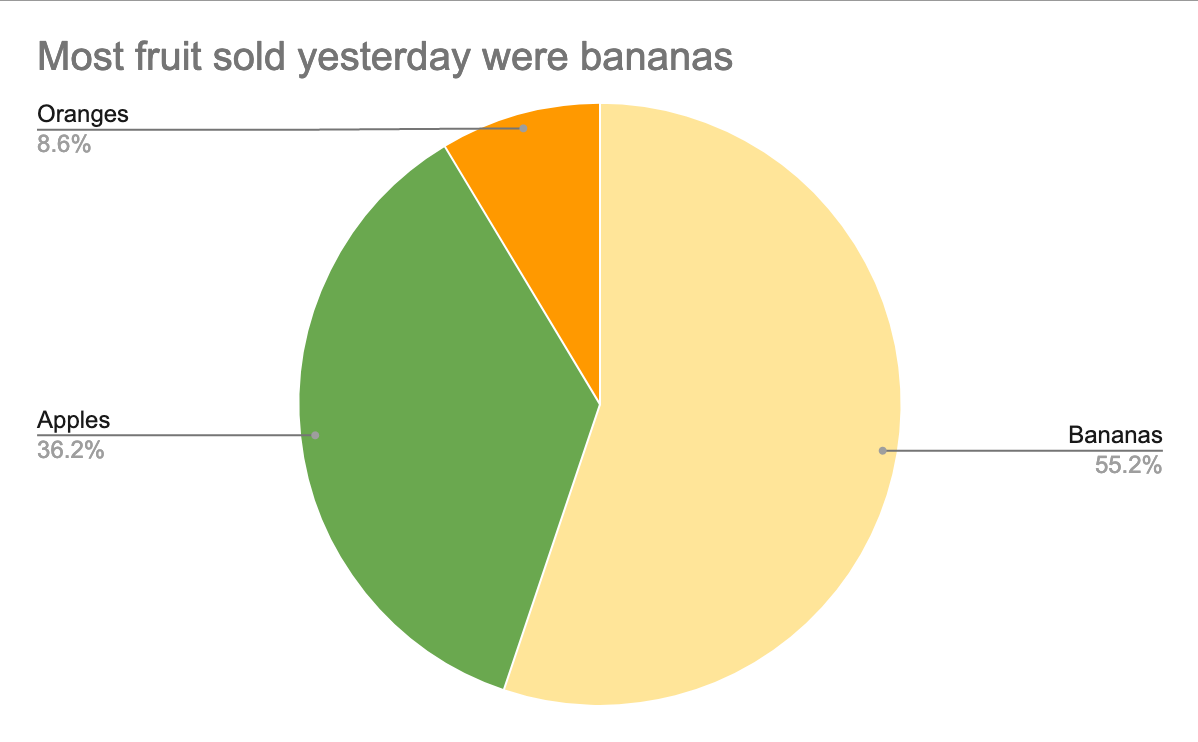 Most fruit sold yesterday were bananas
Oranges
8.6%
Apples
36.2%
Bananas
55.2%